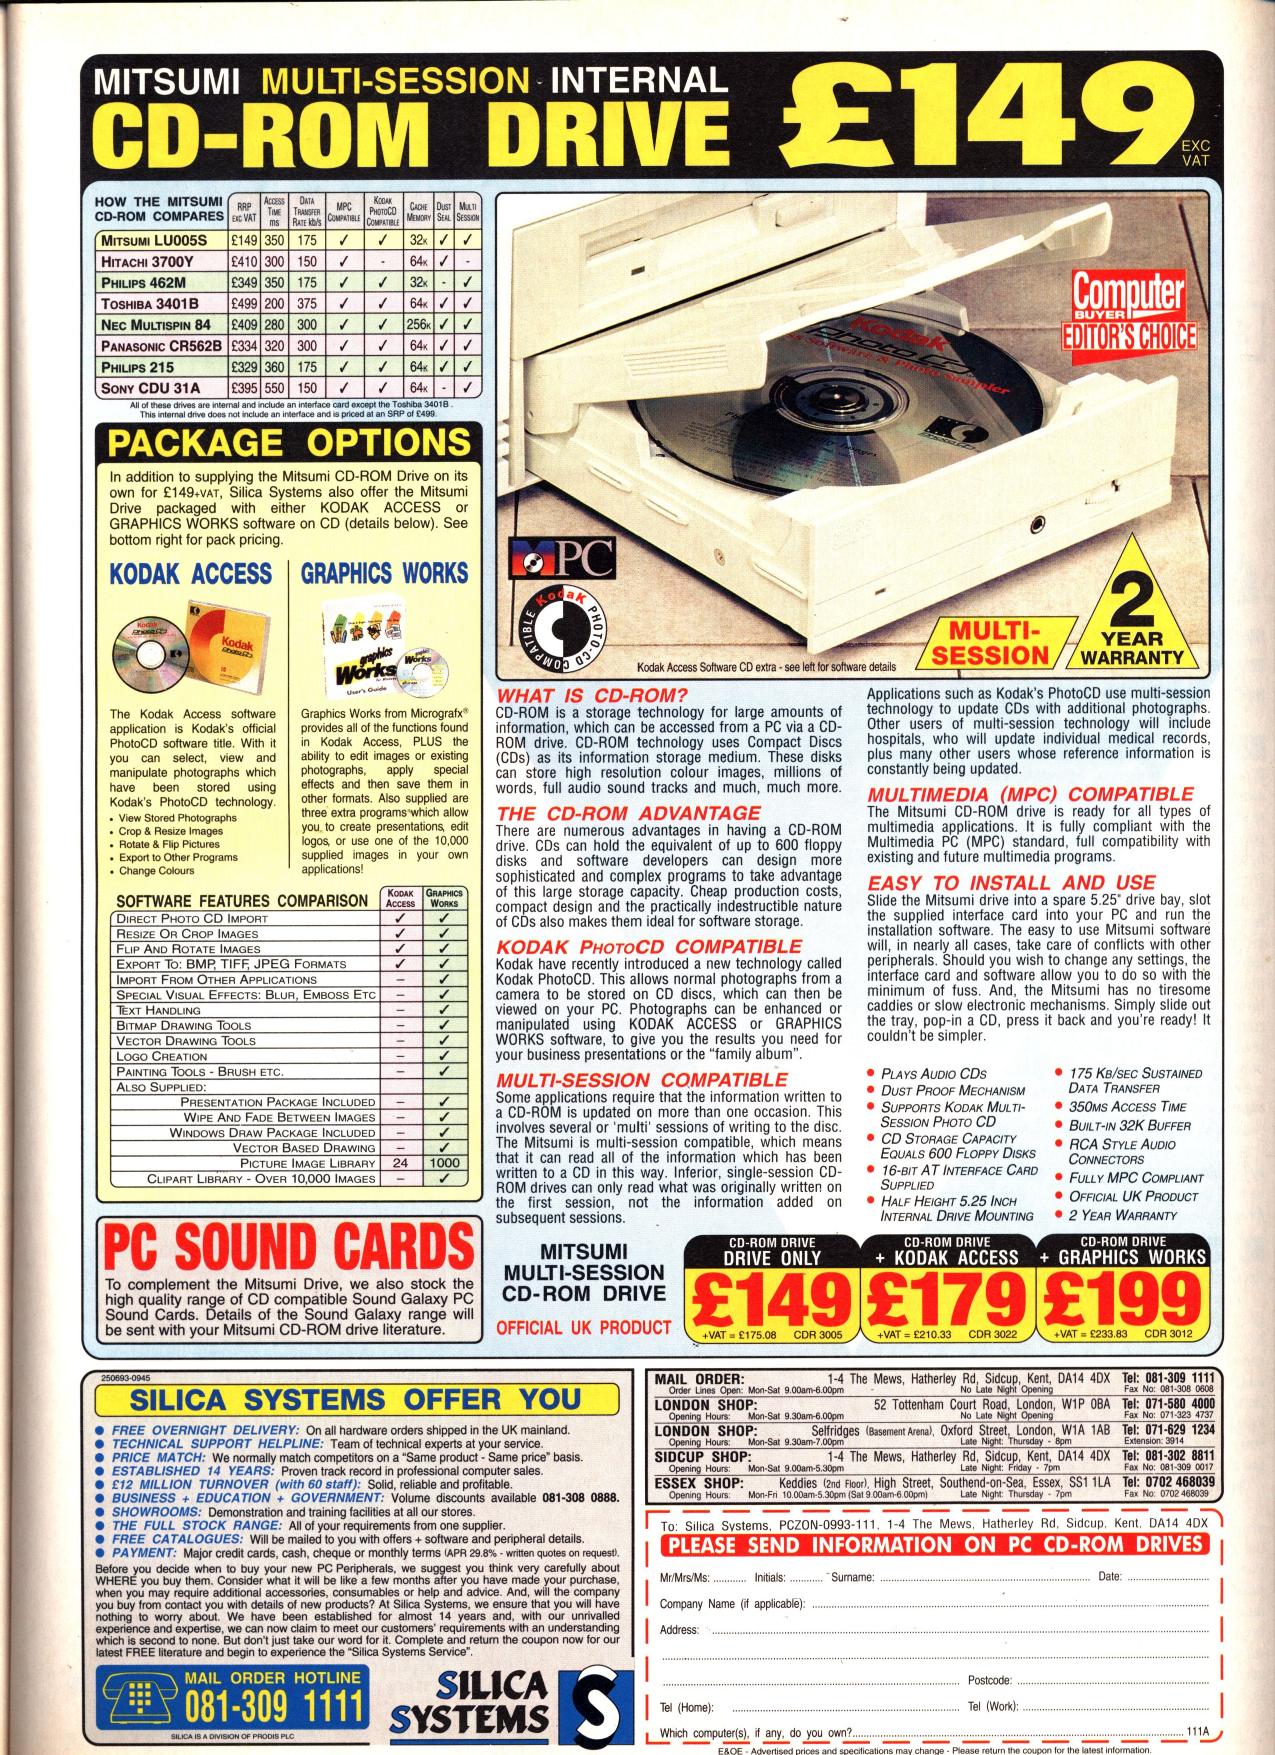 MITSUMI MULTI-SESSION INTERNAL
CD-ROM DRIVE £149
EXC
VAT
HOW THE MITSUMI
CD-ROM COMPARES
RRP EXC VAT
ACCESS TIME ms
DATA TRANSFER RATE kb/s
MPC COMPATIBLE
KODAK PHOTOCD COMPATIBLE
CACHE MEMORY
DUST SEAL
MULTI SESSION
MITSUMI LU005S £149 350 175 ✓ ✓ 32K ✓ ✓
HITACHI 3700Y £410 300 150 ✓ - 64K ✓ -
PHILIPS 462M £349 350 175 ✓ ✓ 32K - ✓
TOSHIBA 3401B £499 200 375 ✓ ✓ 64K ✓ ✓
NEC MULTISPIN 84 £409 280 300 ✓ ✓ 256K ✓ ✓
PANASONIC CR562B £334 320 300 ✓ ✓ 64K ✓ ✓
PHILIPS 215 £329 360 175 ✓ ✓ 64K ✓ ✓
SONY CDU 31A £395 550 150 ✓ ✓ 64K - ✓
All of these drives are internal and include an interface card except the Toshiba 3401B .
This internal drive does not include an interface and is priced at an SRP of £499.
PACKAGE OPTIONS
In addition to supplying the Mitsumi CD-ROM Drive on its
own for £149+VAT, Silica Systems also offer the Mitsumi
Drive packaged with either KODAK ACCESS or
GRAPHICS WORKS software on CD (details below). See
bottom right for pack pricing.
KODAK ACCESS
Kodak
Kodak
The Kodak Access software
application is Kodak's official
PhotoCD software title. With it
you can select, view and
manipulate photographs which
have been stored using
Kodak's PhotoCD technology.
• View Stored Photographs
• Crop & Resize Images
• Rotate & Flip Pictures
• Export to Other Programs
• Change Colours
GRAPHICS WORKS
graphics
Works
User's Guide
Works
Graphics Works from Micrografx®
provides all of the functions found
in Kodak Access, PLUS the
ability to edit images or existing
photographs, apply special
effects and then save them in
other formats. Also supplied are
three extra programs which allow
you to create presentations, edit
logos, or use one of the 10,000
supplied images in your own
applications!
SOFTWARE FEATURES COMPARISON KODAK ACCESS GRAPHICS WORKS
DIRECT PHOTO CD IMPORT ✓ ✓
RESIZE OR CROP IMAGES ✓ ✓
FLIP AND ROTATE IMAGES ✓ ✓
EXPORT TO: BMP, TIFF, JPEG FORMATS ✓ ✓
IMPORT FROM OTHER APPLICATIONS – ✓
SPECIAL VISUAL EFFECTS: BLUR, EMBOSS ETC – ✓
TEXT HANDLING – ✓
BITMAP DRAWING TOOLS – ✓
VECTOR DRAWING TOOLS – ✓
LOGO CREATION – ✓
PAINTING TOOLS - BRUSH ETC. – ✓
ALSO SUPPLIED:
PRESENTATION PACKAGE INCLUDED – ✓
WIPE AND FADE BETWEEN IMAGES – ✓
WINDOWS DRAW PACKAGE INCLUDED – ✓
VECTOR BASED DRAWING – ✓
PICTURE IMAGE LIBRARY 24 1000
CLIPART LIBRARY - OVER 10,000 IMAGES – ✓
PC SOUND CARDS
To complement the Mitsumi Drive, we also stock the
high quality range of CD compatible Sound Galaxy PC
Sound Cards. Details of the Sound Galaxy range will
be sent with your Mitsumi CD-ROM drive literature.
Kodak
Photo CD
Access Software & Photo Sampler
Computer
BUYER
EDITOR'S CHOICE
MPC
Kodak PHOTO-CD COMPATIBLE
MULTI-
SESSION
2
YEAR
WARRANTY
Kodak Access Software CD extra - see left for software details
WHAT IS CD-ROM?
CD-ROM is a storage technology for large amounts of
information, which can be accessed from a PC via a CD-
ROM drive. CD-ROM technology uses Compact Discs
(CDs) as its information storage medium. These disks
can store high resolution colour images, millions of
words, full audio sound tracks and much, much more.
THE CD-ROM ADVANTAGE
There are numerous advantages in having a CD-ROM
drive. CDs can hold the equivalent of up to 600 floppy
disks and software developers can design more
sophisticated and complex programs to take advantage
of this large storage capacity. Cheap production costs,
compact design and the practically indestructible nature
of CDs also makes them ideal for software storage.
KODAK PHOTOCD COMPATIBLE
Kodak have recently introduced a new technology called
Kodak PhotoCD. This allows normal photographs from a
camera to be stored on CD discs, which can then be
viewed on your PC. Photographs can be enhanced or
manipulated using KODAK ACCESS or GRAPHICS
WORKS software, to give you the results you need for
your business presentations or the "family album".
MULTI-SESSION COMPATIBLE
Some applications require that the information written to
a CD-ROM is updated on more than one occasion. This
involves several or 'multi' sessions of writing to the disc.
The Mitsumi is multi-session compatible, which means
that it can read all of the information which has been
written to a CD in this way. Inferior, single-session CD-
ROM drives can only read what was originally written on
the first session, not the information added on
subsequent sessions.
Applications such as Kodak's PhotoCD use multi-session
technology to update CDs with additional photographs.
Other users of multi-session technology will include
hospitals, who will update individual medical records,
plus many other users whose reference information is
constantly being updated.
MULTIMEDIA (MPC) COMPATIBLE
The Mitsumi CD-ROM drive is ready for all types of
multimedia applications. It is fully compliant with the
Multimedia PC (MPC) standard, full compatibility with
existing and future multimedia programs.
EASY TO INSTALL AND USE
Slide the Mitsumi drive into a spare 5.25" drive bay, slot
the supplied interface card into your PC and run the
installation software. The easy to use Mitsumi software
will, in nearly all cases, take care of conflicts with other
peripherals. Should you wish to change any settings, the
interface card and software allow you to do so with the
minimum of fuss. And, the Mitsumi has no tiresome
caddies or slow electronic mechanisms. Simply slide out
the tray, pop-in a CD, press it back and you're ready! It
couldn't be simpler.
• PLAYS AUDIO CDS
• DUST PROOF MECHANISM
• SUPPORTS KODAK MULTI-
SESSION PHOTO CD
• CD STORAGE CAPACITY
EQUALS 600 FLOPPY DISKS
• 16-BIT AT INTERFACE CARD
SUPPLIED
• HALF HEIGHT 5.25 INCH
INTERNAL DRIVE MOUNTING
• 175 KB/SEC SUSTAINED
DATA TRANSFER
• 350MS ACCESS TIME
• BUILT-IN 32K BUFFER
• RCA STYLE AUDIO
CONNECTORS
• FULLY MPC COMPLIANT
• OFFICIAL UK PRODUCT
• 2 YEAR WARRANTY
MITSUMI
MULTI-SESSION
CD-ROM DRIVE
OFFICIAL UK PRODUCT
CD-ROM DRIVE
DRIVE ONLY
£149
+VAT = £175.08 CDR 3005
CD-ROM DRIVE
+ KODAK ACCESS
£179
+VAT = £210.33 CDR 3022
CD-ROM DRIVE
+ GRAPHICS WORKS
£199
+VAT = £233.83 CDR 3012
250693-0945
SILICA SYSTEMS OFFER YOU
• FREE OVERNIGHT DELIVERY: On all hardware orders shipped in the UK mainland.
• TECHNICAL SUPPORT HELPLINE: Team of technical experts at your service.
• PRICE MATCH: We normally match competitors on a "Same product - Same price" basis.
• ESTABLISHED 14 YEARS: Proven track record in professional computer sales.
• £12 MILLION TURNOVER (with 60 staff): Solid, reliable and profitable.
• BUSINESS + EDUCATION + GOVERNMENT: Volume discounts available 081-308 0888.
• SHOWROOMS: Demonstration and training facilities at all our stores.
• THE FULL STOCK RANGE: All of your requirements from one supplier.
• FREE CATALOGUES: Will be mailed to you with offers + software and peripheral details.
• PAYMENT: Major credit cards, cash, cheque or monthly terms (APR 29.8% - written quotes on request).
Before you decide when to buy your new PC Peripherals, we suggest you think very carefully about
WHERE you buy them. Consider what it will be like a few months after you have made your purchase,
when you may require additional accessories, consumables or help and advice. And, will the company
you buy from contact you with details of new products? At Silica Systems, we ensure that you will have
nothing to worry about. We have been established for almost 14 years and, with our unrivalled
experience and expertise, we can now claim to meet our customers' requirements with an understanding
which is second to none. But don't just take our word for it. Complete and return the coupon now for our
latest FREE literature and begin to experience the "Silica Systems Service".
MAIL ORDER HOTLINE
081-309 1111
SILICA IS A DIVISION OF PRODIS PLC
SILICA
SYSTEMS
S
MAIL ORDER: 1-4 The Mews, Hatherley Rd, Sidcup, Kent, DA14 4DX Tel: 081-309 1111
Order Lines Open: Mon-Sat 9.00am-6.00pm No Late Night Opening Fax No: 081-308 0608
LONDON SHOP: 52 Tottenham Court Road, London, W1P 0BA Tel: 071-580 4000
Opening Hours: Mon-Sat 9.30am-6.00pm No Late Night Opening Fax No: 071-323 4737
LONDON SHOP: Selfridges (Basement Arena), Oxford Street, London, W1A 1AB Tel: 071-629 1234
Opening Hours: Mon-Sat 9.30am-7.00pm Late Night: Thursday - 8pm Extension: 3914
SIDCUP SHOP: 1-4 The Mews, Hatherley Rd, Sidcup, Kent, DA14 4DX Tel: 081-302 8811
Opening Hours: Mon-Sat 9.00am-5.30pm Late Night: Friday - 7pm Fax No: 081-309 0017
ESSEX SHOP: Keddies (2nd Floor), High Street, Southend-on-Sea, Essex, SS1 1LA Tel: 0702 468039
Opening Hours: Mon-Fri 10.00am-5.30pm (Sat 9.00am-6.00pm) Late Night: Thursday - 7pm Fax No: 0702 468039
To: Silica Systems, PCZON-0993-111, 1-4 The Mews, Hatherley Rd, Sidcup, Kent, DA14 4DX
PLEASE SEND INFORMATION ON PC CD-ROM DRIVES
Mr/Mrs/Ms: Initials: Surname: Date:
Company Name (if applicable):
Address:
Postcode:
Tel (Home): Tel (Work):
Which computer(s), if any, do you own? 111A
E&OE - Advertised prices and specifications may change - Please return the coupon for the latest information.